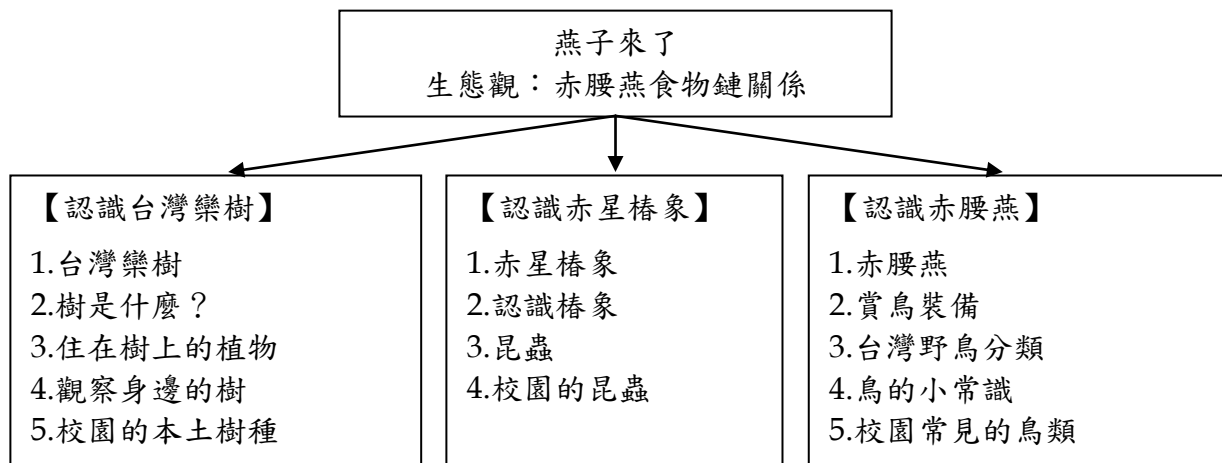 燕子來了
生態觀：赤腰燕食物鏈關係
【認識台灣欒樹】
1.台灣欒樹
2.樹是什麼？
3.住在樹上的植物
4.觀察身邊的樹
5.校園的本土樹種
【認識赤星椿象】
1.赤星椿象
2.認識椿象
3.昆蟲
4.校園的昆蟲
【認識赤腰燕】
1.赤腰燕
2.賞鳥裝備
3.台灣野鳥分類
4.鳥的小常識
5.校園常見的鳥類